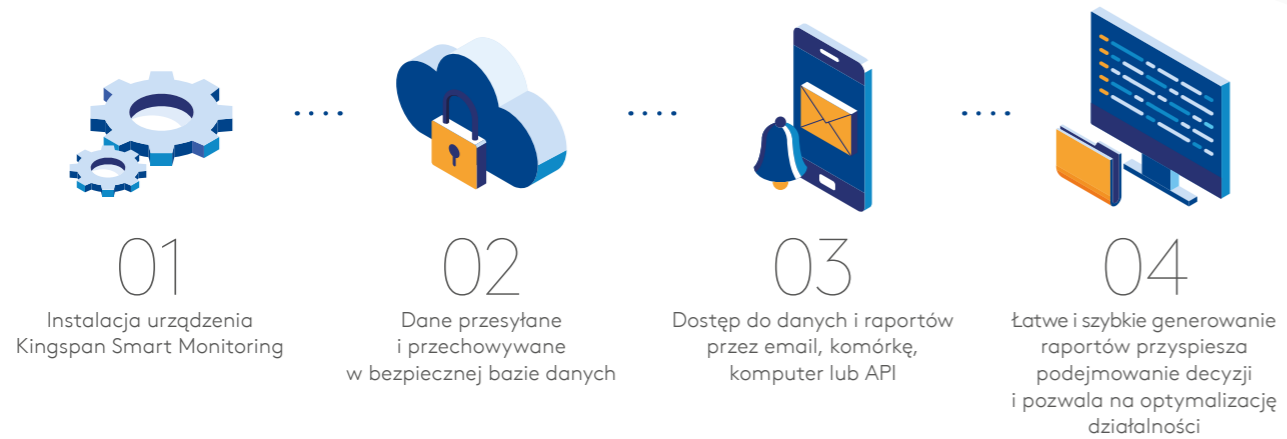 01
Instalacja urządzenia
Kingspan Smart Monitoring
02
Dane przesyłane
i przechowywane
w bezpiecznej bazie danych
03
Dostęp do danych i raportów
przez email, komórkę,
komputer lub API
04
Łatwe i szybkie generowanie
raportów przyspiesza
podejmowanie decyzji
i pozwala na optymalizację
działalności